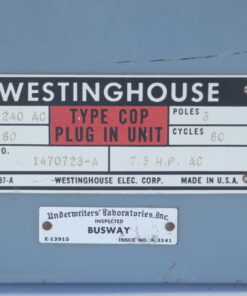 WESTINGHOUSE
240 AC TYPE COP POLES 3
60 PLUG IN UNIT CYCLES 60
O. 1470723-A 7.5 H.P. AC
87-A WESTINGHOUSE ELEC. CORP. MADE IN U.S.A.
Underwriters' Laboratories, Inc.
INSPECTED
BUSWAY
E-13915 ISSUE NO. A-3141